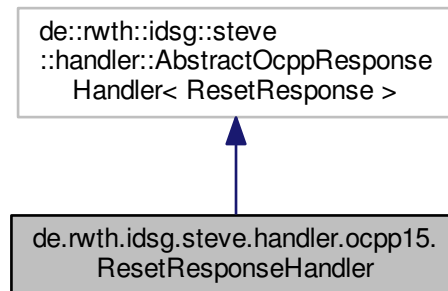 de::rwth::idsg::steve
::handler::AbstractOcppResponse
Handler< ResetResponse >
de.rwth.idsg.steve.handler.ocpp15.
ResetResponseHandler